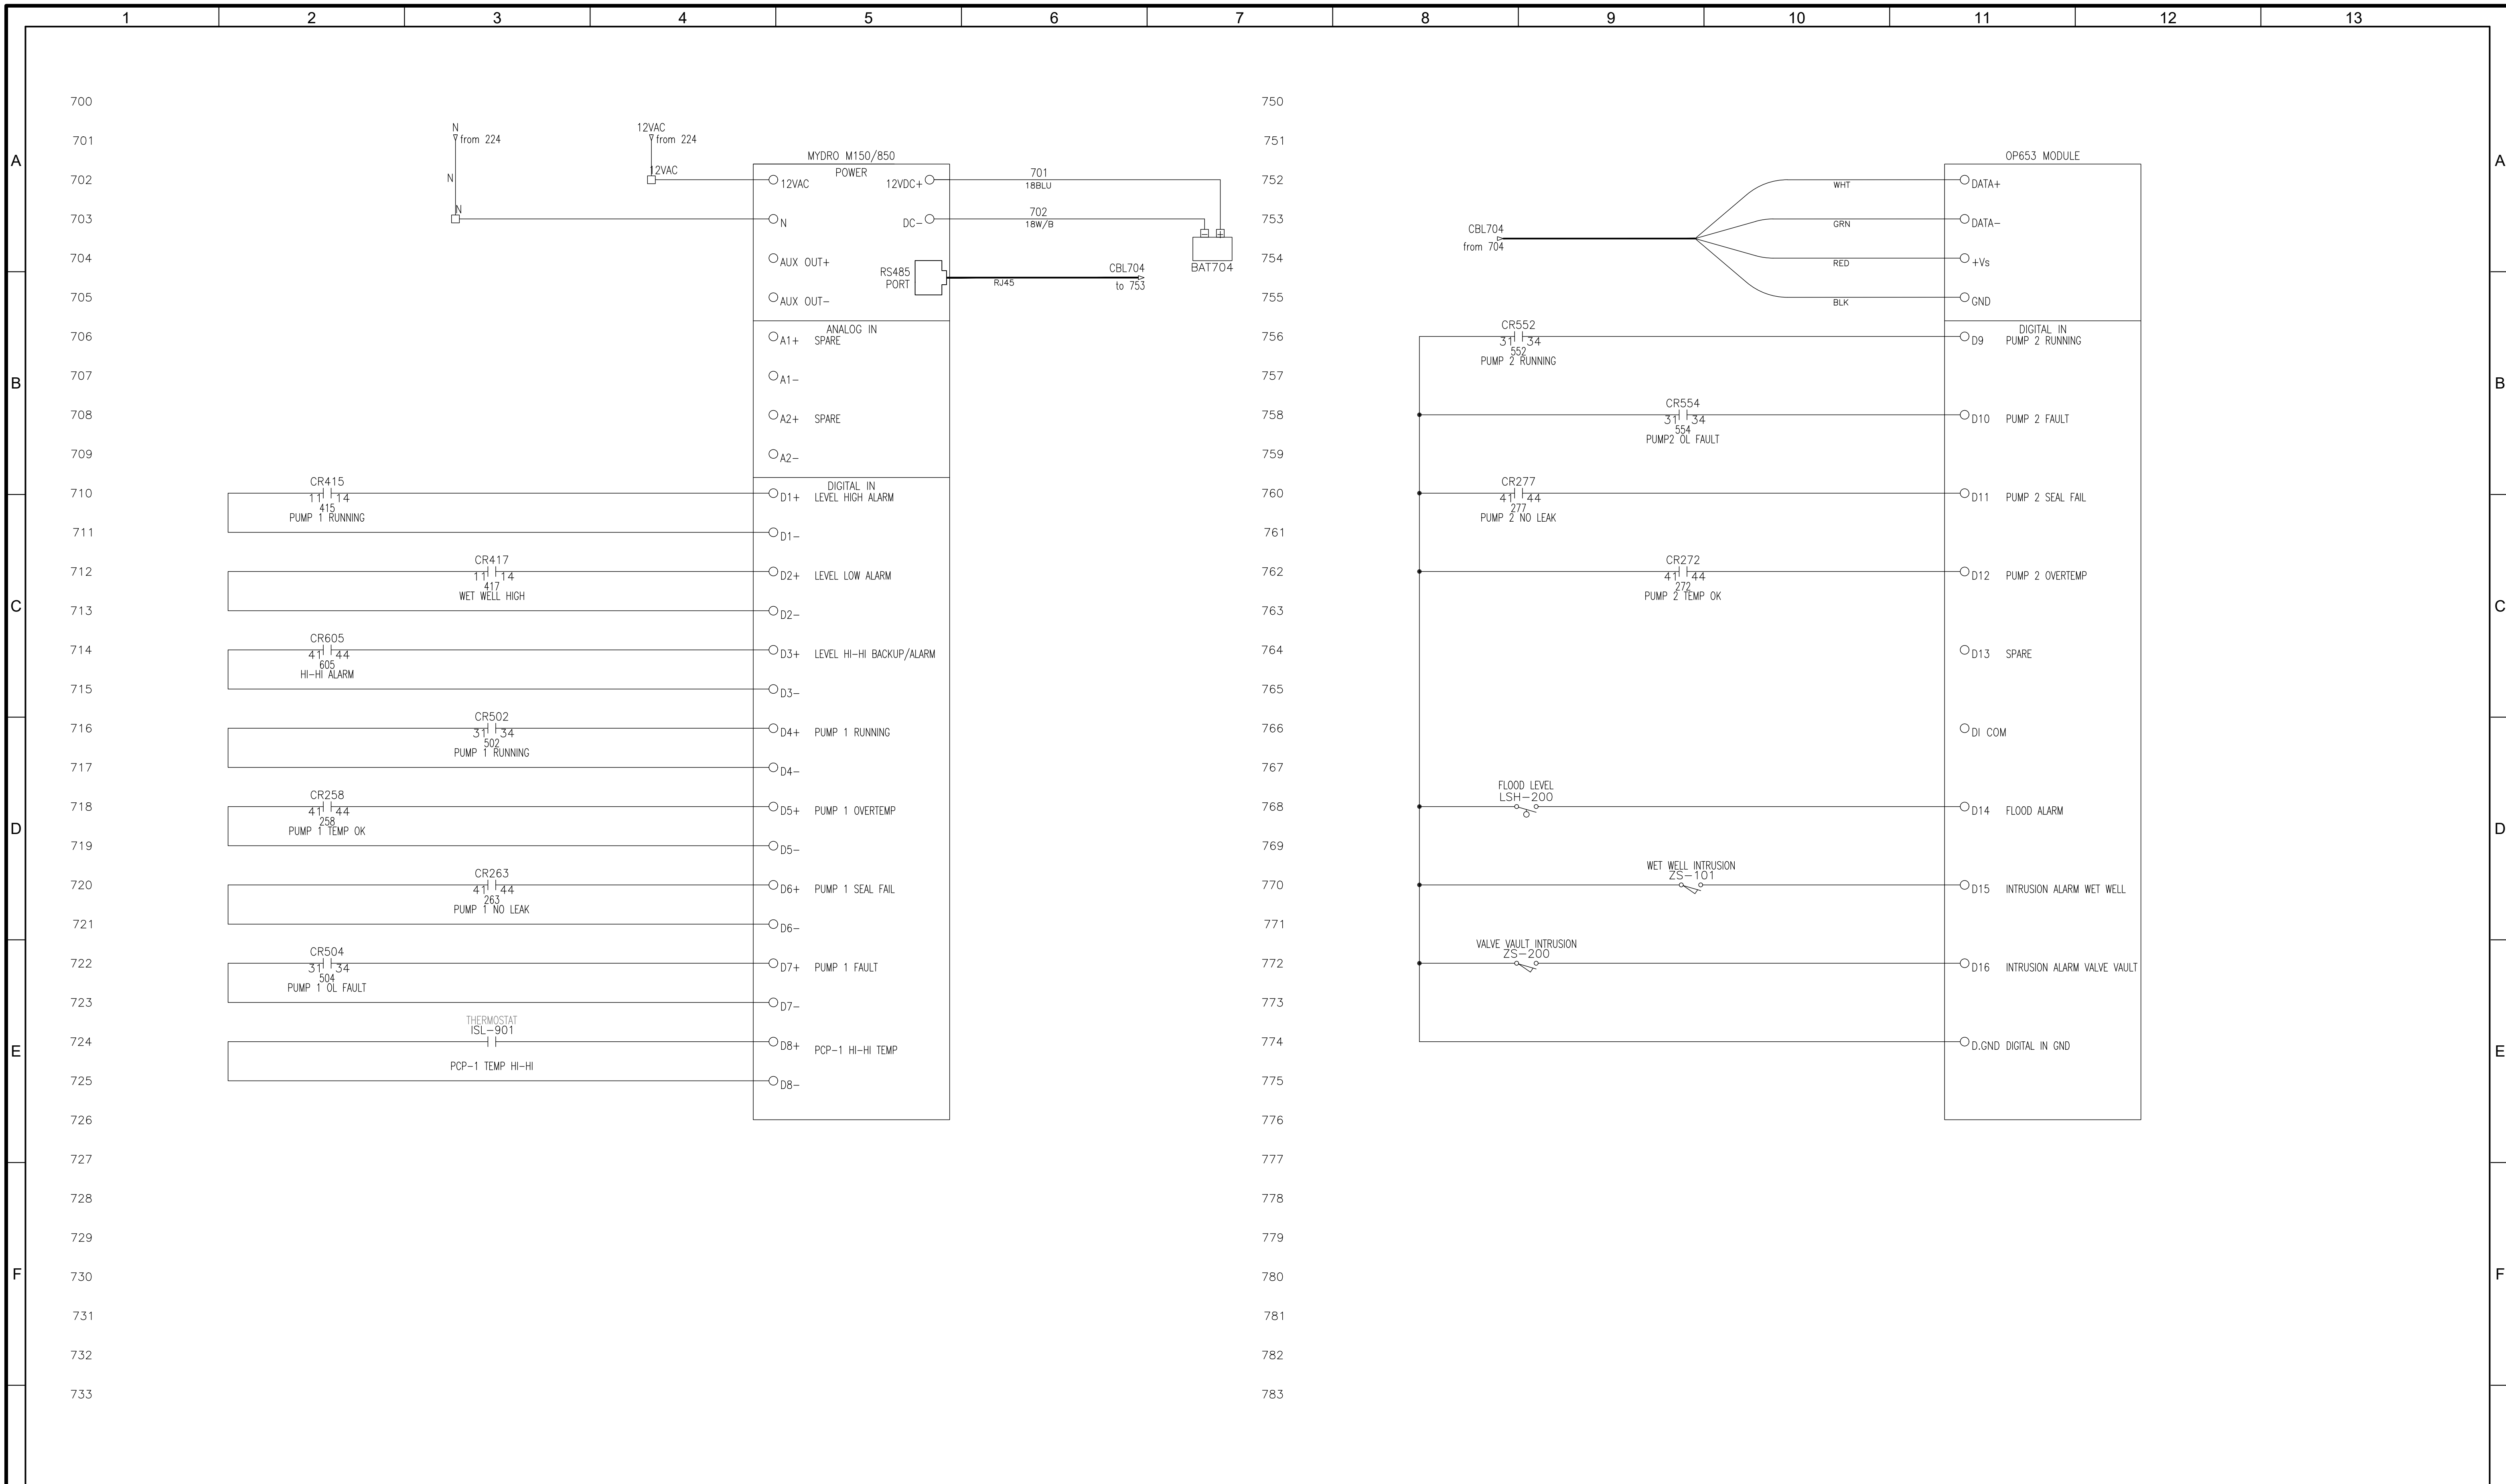 1 2 3 4 5 6 7 8 9 10 11 12 13
A
B
C
D
E
F
700
701
702
703
704
705
706
707
708
709
710
711
712
713
714
715
716
717
718
719
720
721
722
723
724
725
726
727
728
729
730
731
732
733
N
from 224
N
N
12VAC
from 224
12VAC
MYDRO M150/850
POWER
12VAC 12VDC+
N DC-
AUX OUT+
RS485
PORT
AUX OUT-
ANALOG IN
A1+ SPARE
A1-
A2+ SPARE
A2-
DIGITAL IN
D1+ LEVEL HIGH ALARM
D1-
D2+ LEVEL LOW ALARM
D2-
D3+ LEVEL HI-HI BACKUP/ALARM
D3-
D4+ PUMP 1 RUNNING
D4-
D5+ PUMP 1 OVERTEMP
D5-
D6+ PUMP 1 SEAL FAIL
D6-
D7+ PUMP 1 FAULT
D7-
D8+ PCP-1 HI-HI TEMP
D8-
CR415
11 14
415
PUMP 1 RUNNING
CR417
11 14
417
WET WELL HIGH
CR605
41 44
605
HI-HI ALARM
CR502
31 34
502
PUMP 1 RUNNING
CR258
41 44
258
PUMP 1 TEMP OK
CR263
41 44
263
PUMP 1 NO LEAK
CR504
31 34
504
PUMP 1 OL FAULT
THERMOSTAT
ISL-901
PCP-1 TEMP HI-HI
701
18BLU
702
18W/B
- +
BAT704
RJ45
CBL704
to 753
750
751
752
753
754
755
756
757
758
759
760
761
762
763
764
765
766
767
768
769
770
771
772
773
774
775
776
777
778
779
780
781
782
783
CBL704
from 704
WHT
GRN
RED
BLK
OP653 MODULE
DATA+
DATA-
+Vs
GND
DIGITAL IN
D9 PUMP 2 RUNNING
D10 PUMP 2 FAULT
D11 PUMP 2 SEAL FAIL
D12 PUMP 2 OVERTEMP
D13 SPARE
DI COM
D14 FLOOD ALARM
D15 INTRUSION ALARM WET WELL
D16 INTRUSION ALARM VALVE VAULT
D.GND DIGITAL IN GND
CR552
31 34
552
PUMP 2 RUNNING
CR554
31 34
554
PUMP2 OL FAULT
CR277
41 44
277
PUMP 2 NO LEAK
CR272
41 44
272
PUMP 2 TEMP OK
FLOOD LEVEL
LSH-200
WET WELL INTRUSION
ZS-101
VALVE VAULT INTRUSION
ZS-200
A
B
C
D
E
F